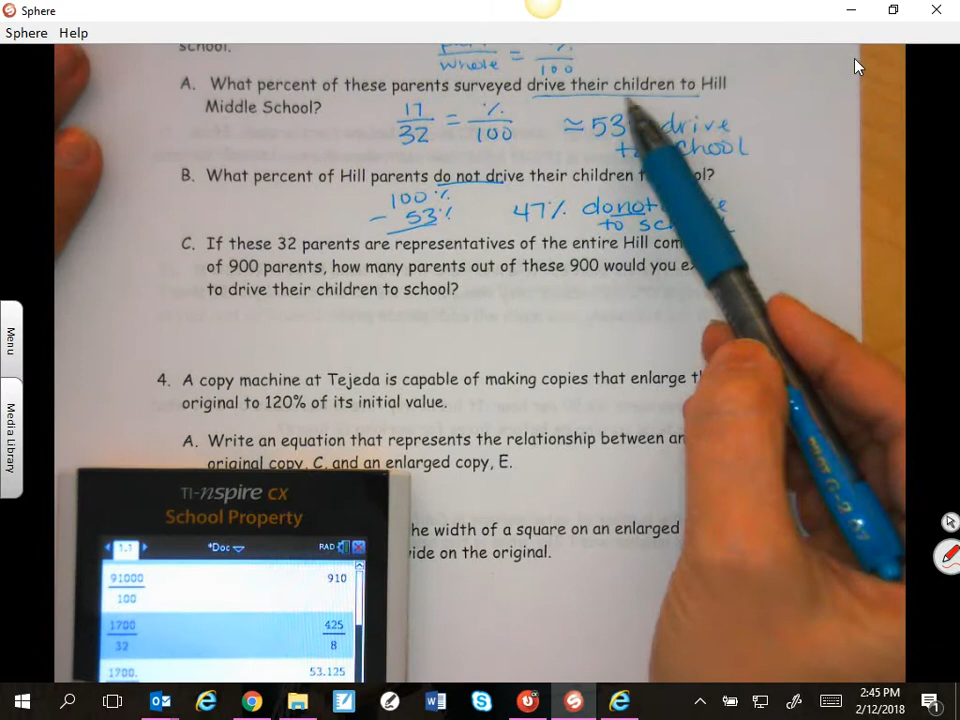 Sphere
Sphere Help
school.
whole = 100
A. What percent of these parents surveyed drive their children to Hill
Middle School?
17/32 = %/100 ≈ 53 drive
school
B. What percent of Hill parents do not drive their children
100%
- 53% 47% do not
to
C. If these 32 parents are representatives of the entire Hill
of 900 parents, how many parents out of these 900 would you
to drive their children to school?
4. A copy machine at Tejeda is capable of making copies that enlarge
original to 120% of its initial value.
A. Write an equation that represents the relationship between
original copy, C, and an enlarged copy, E.
the width of a square on an enlarged
on the original.
TI-nspire CX
School Property
1.1 *Doc RAD
91000/100 910
1700/32 425/8
1700. 53.125
Menu
Media Library
2:45 PM
2/12/2018